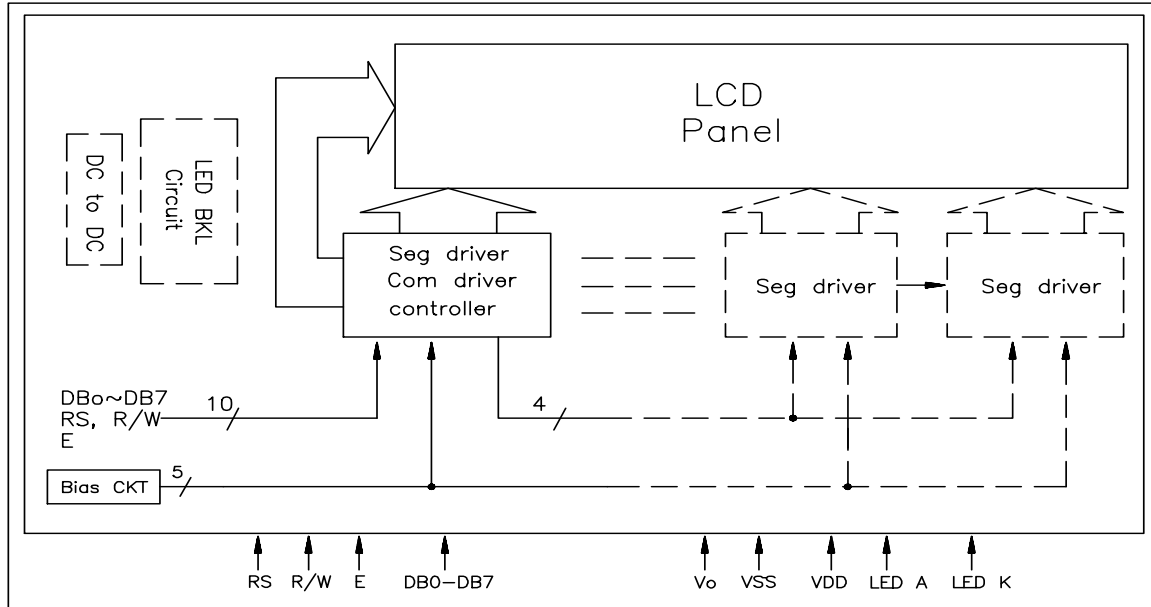 LCD
Panel
DC to DC
LED BKL
Circuit
Seg driver
Com driver
controller
Seg driver
Seg driver
DBo~DB7
RS, R/W
E
10
4
Bias CKT
5
RS
R/W
E
DB0-DB7
Vo
VSS
VDD
LED A
LED K